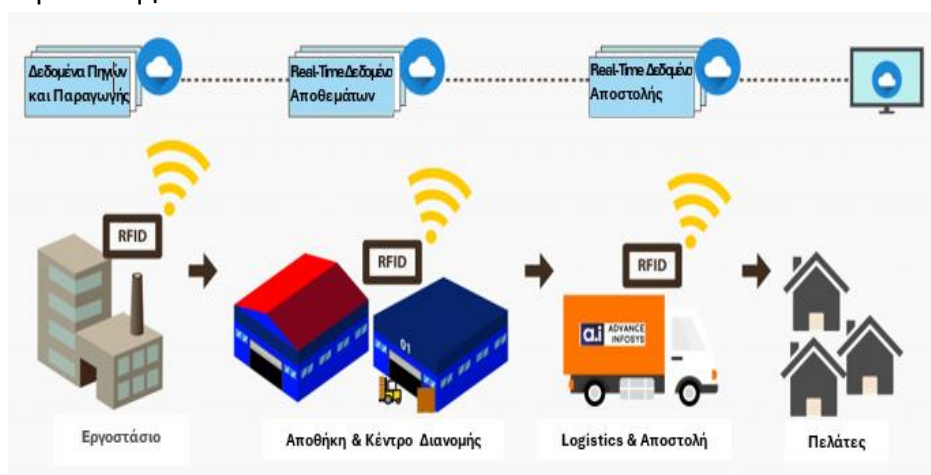 Δεδομένα Πηγών
και Παραγωγής
Real-Time Δεδομένα
Αποθεμάτων
Real-Time Δεδομένα
Αποστολής
RFID
RFID
RFID
01
a.i ADVANCE
INFOSYS
Εργοστάσιο
Αποθήκη & Κέντρο Διανομής
Logistics & Αποστολή
Πελάτες